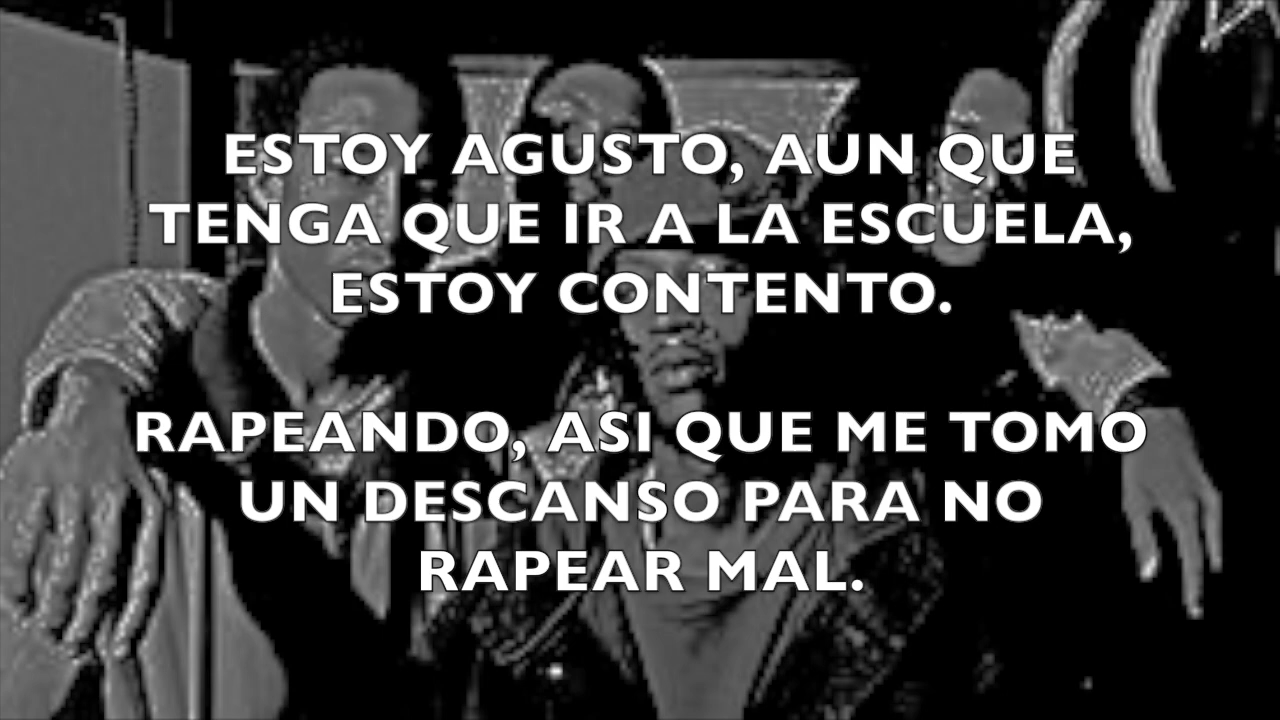 ESTOY AGUSTO, AUN QUE
TENGA QUE IR A LA ESCUELA,
ESTOY CONTENTO.
RAPEANDO, ASI QUE ME TOMO
UN DESCANSO PARA NO
RAPEAR MAL.